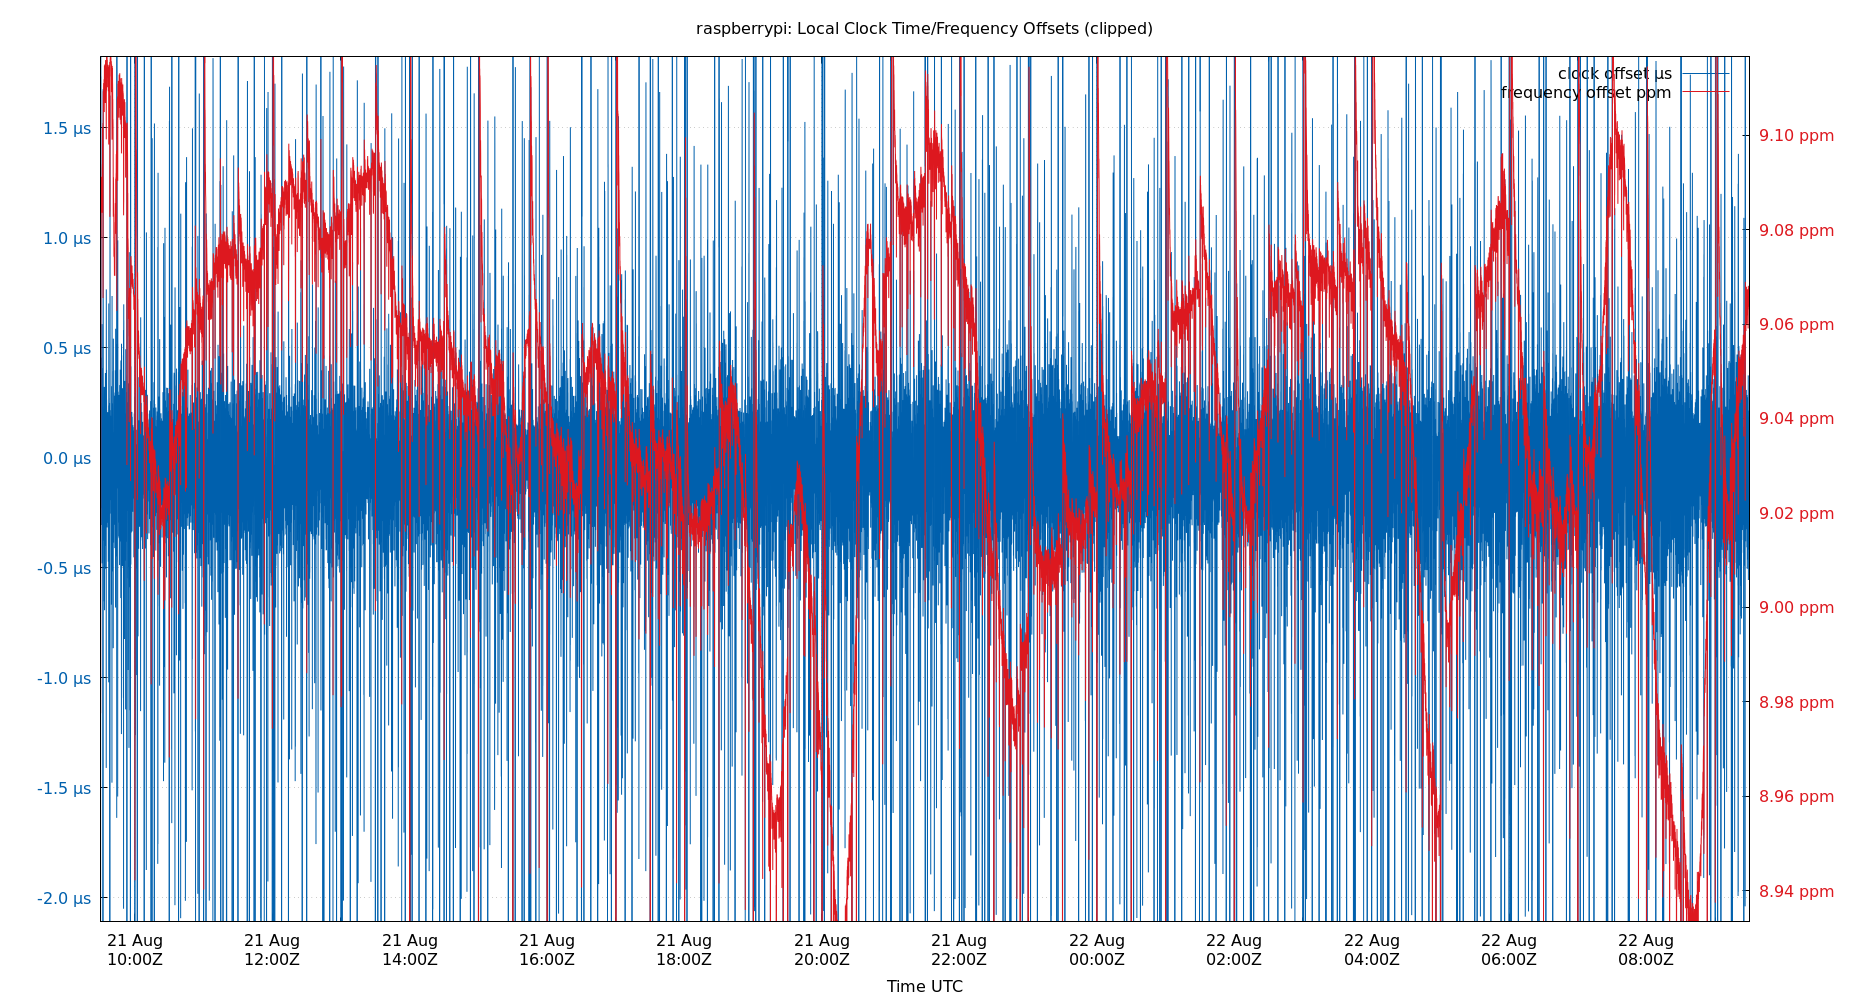 raspberrypi: Local Clock Time/Frequency Offsets (clipped)
clock offset µs
frequency offset ppm
1.5 µs
1.0 µs
0.5 µs
0.0 µs
-0.5 µs
-1.0 µs
-1.5 µs
-2.0 µs
9.10 ppm
9.08 ppm
9.06 ppm
9.04 ppm
9.02 ppm
9.00 ppm
8.98 ppm
8.96 ppm
8.94 ppm
21 Aug 21 Aug 21 Aug 21 Aug 21 Aug 21 Aug 21 Aug 22 Aug 22 Aug 22 Aug 22 Aug 22 Aug
10:00Z 12:00Z 14:00Z 16:00Z 18:00Z 20:00Z 22:00Z 00:00Z 02:00Z 04:00Z 06:00Z 08:00Z
Time UTC